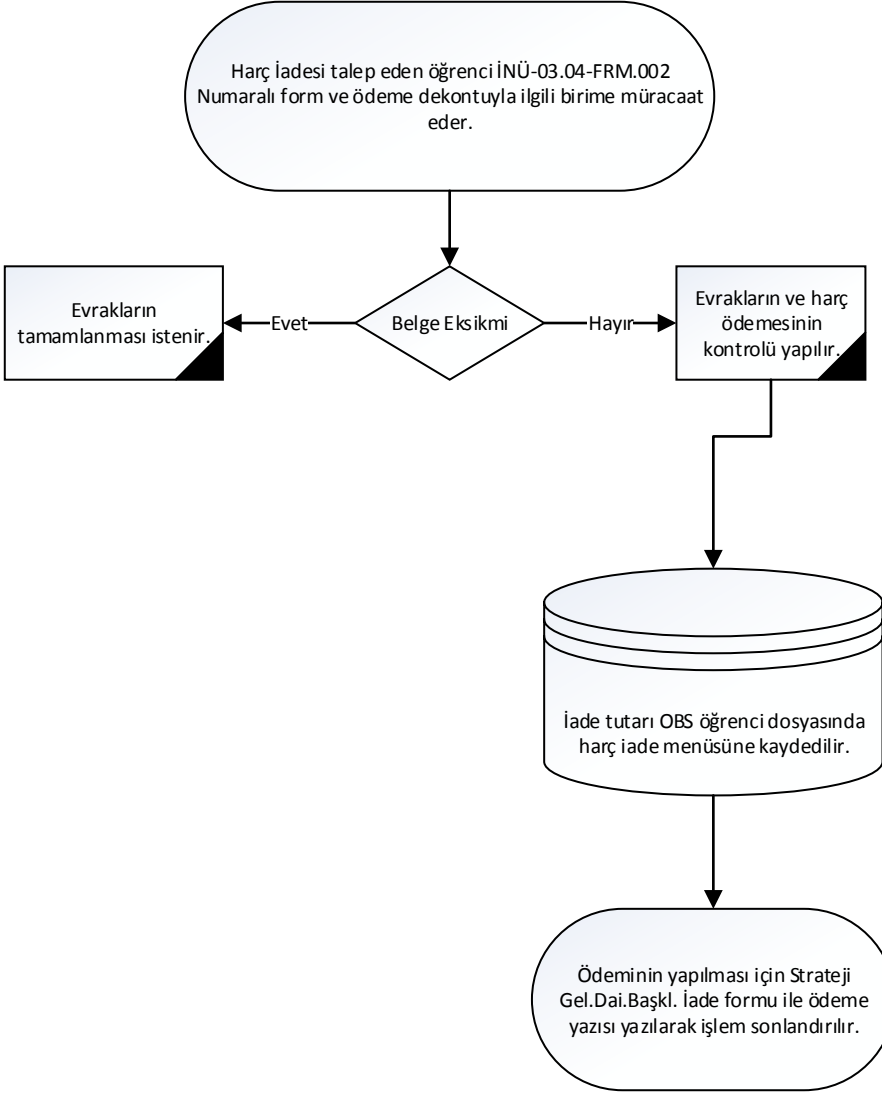 Harç İadesi talep eden öğrenci İNÜ-03.04-FRM.002
Numaralı form ve ödeme dekontuyla ilgili birime müracaat
eder.
Evrakların
tamamlanması istenir.
Evet
Belge Eksikmi
Hayır
Evrakların ve harç
ödemesinin
kontrolü yapılır.
İade tutarı OBS öğrenci dosyasında
harç iade menüsüne kaydedilir.
Ödeminin yapılması için Strateji
Gel.Dai.Başkl. İade formu ile ödeme
yazısı yazılarak işlem sonlandırılır.